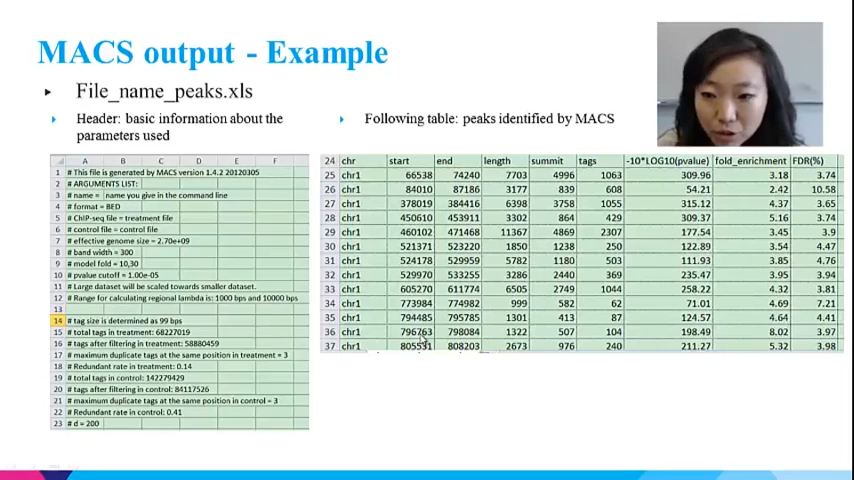 MACS output - Example
File_name_peaks.xls
Header: basic information about the
parameters used
Following table: peaks identified by MACS
A B C D E F
1 # This file is generated by MACS version 1.4.2 20120305
2 # ARGUMENTS LIST:
3 # name = name you give in the command line
4 # format = BED
5 # ChIP-seq file = treatment file
6 # control file = control file
7 # effective genome size = 2.70e+09
8 # band width = 300
9 # model fold = 10,30
10 # pvalue cutoff = 1.00e-05
11 # Large dataset will be scaled towards smaller dataset.
12 # Range for calculating regional lambda is: 1000 bps and 10000 bps
13
14 # tag size is determined as 99 bps
15 # total tags in treatment: 68227019
16 # tags after filtering in treatment: 58880459
17 # maximum duplicate tags at the same position in treatment = 3
18 # Redundant rate in treatment: 0.14
19 # total tags in control: 142279429
20 # tags after filtering in control: 84117526
21 # maximum duplicate tags at the same position in control = 3
22 # Redundant rate in control: 0.41
23 # d = 200
24 chr start end length summit tags -10*LOG10(pvalue) fold_enrichment FDR(%)
25 chr1 66538 74240 7703 4996 1063 309.96 3.18 3.74
26 chr1 84010 87186 3177 839 608 54.21 2.42 10.58
27 chr1 378019 384416 6398 3758 1055 315.12 4.37 3.65
28 chr1 450610 453911 3302 864 429 309.37 5.16 3.74
29 chr1 460102 471468 11367 4869 2307 177.54 3.45 3.9
30 chr1 521371 523220 1850 1238 250 122.89 3.54 4.47
31 chr1 524178 529959 5782 1180 503 111.93 3.85 4.76
32 chr1 529970 533255 3286 2440 369 235.47 3.95 3.94
33 chr1 605270 611774 6505 2749 1044 258.22 4.32 3.81
34 chr1 773984 774982 999 582 62 71.01 4.69 7.21
35 chr1 794485 795785 1301 413 87 124.57 4.64 4.41
36 chr1 796763 798084 1322 507 104 198.49 8.02 3.97
37 chr1 805531 808203 2673 976 240 211.27 5.32 3.98